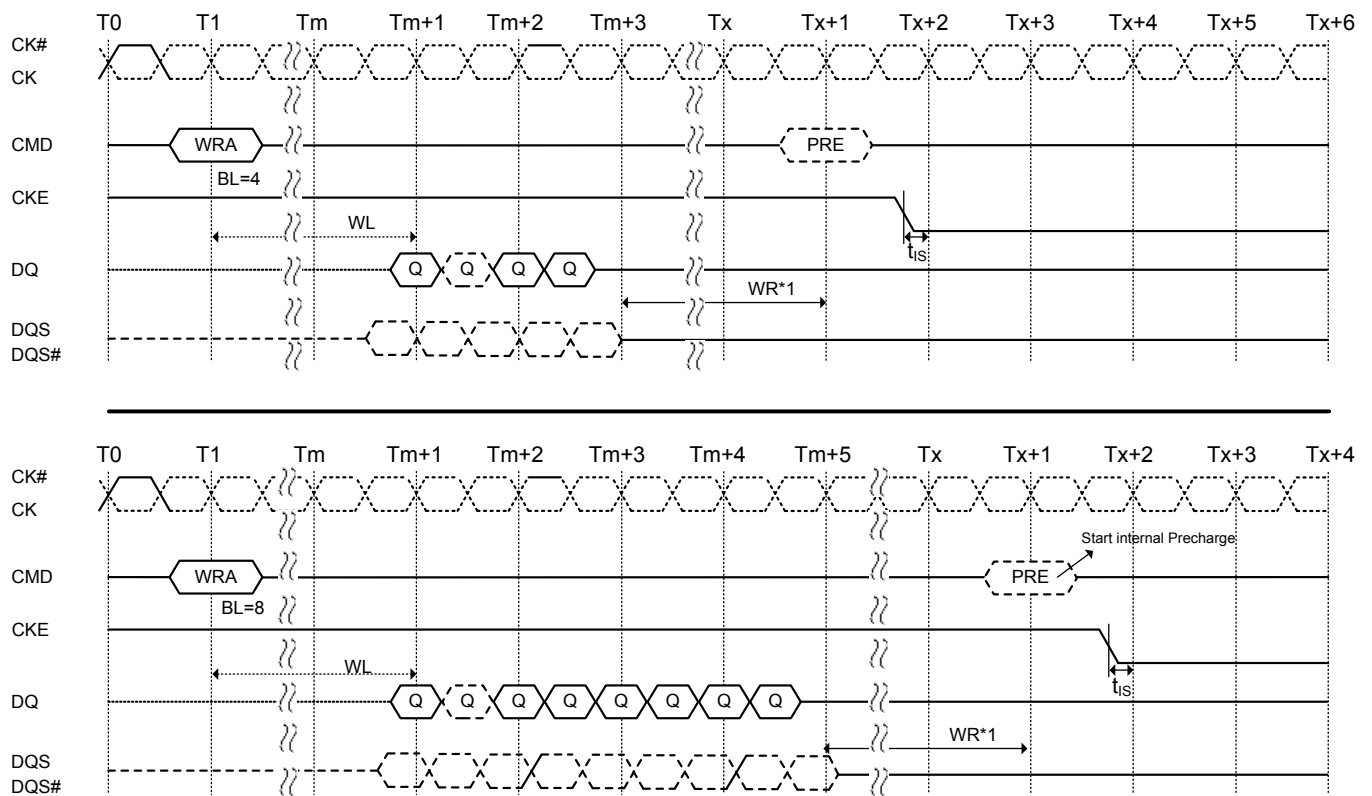 T0 T1 Tm Tm+1 Tm+2 Tm+3 Tx Tx+1 Tx+2 Tx+3 Tx+4 Tx+5 Tx+6
CK#
CK
CMD WRA PRE
BL=4
CKE
WL
tIS
DQ Q Q Q Q
WR*1
DQS
DQS#
T0 T1 Tm Tm+1 Tm+2 Tm+3 Tm+4 Tm+5 Tx Tx+1 Tx+2 Tx+3 Tx+4
CK#
CK
Start internal Precharge
CMD WRA PRE
BL=8
CKE
WL
tIS
DQ Q Q Q Q Q Q Q Q
WR*1
DQS
DQS#